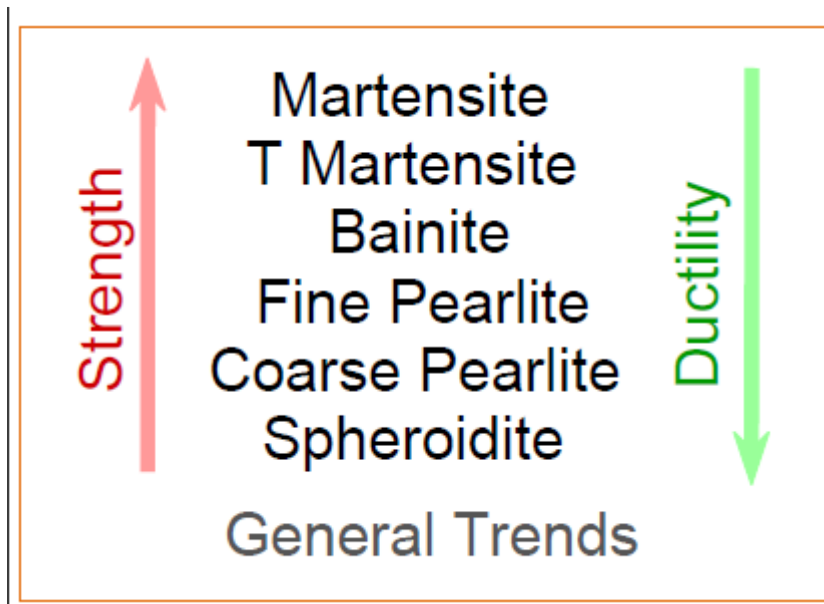 Strength
Martensite
T Martensite
Bainite
Fine Pearlite
Coarse Pearlite
Spheroidite
Ductility
General Trends